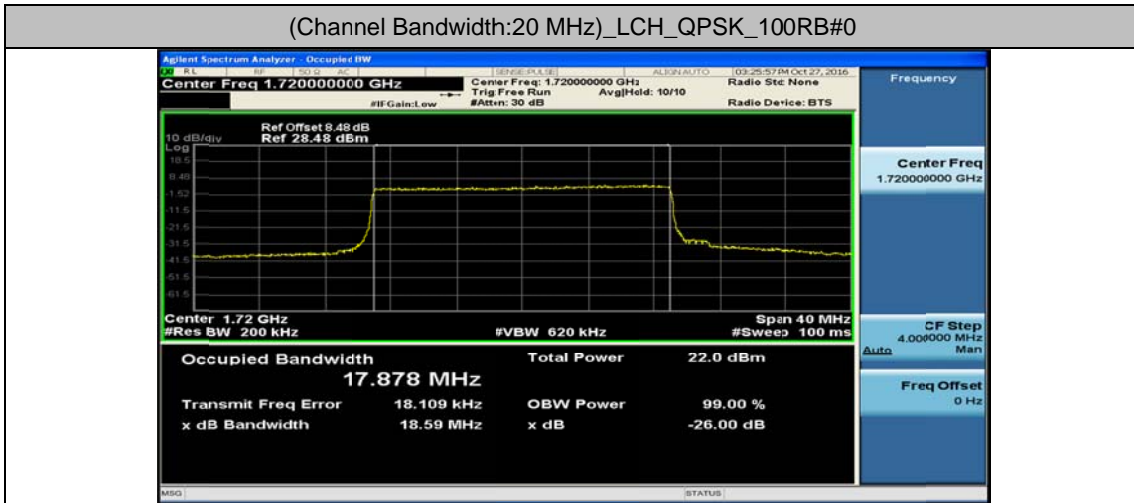 (Channel Bandwidth:20 MHz)_LCH_QPSK_100RB#0
Agilent Spectrum Analyzer - Occupied BW
RL RF 50 Ω AC SENSE:PULSE ALIGN AUTO 03:25:57 PM Oct 27, 2016
Center Freq 1.720000000 GHz
Center Freq: 1.720000000 GHz
Radio Std: None
Trig: Free Run Avg|Hold: 10/10
#IFGain:Low #Atten: 30 dB Radio Device: BTS
Ref Offset 8.48 dB
10 dB/div Ref 28.48 dBm
Log
18.5
8.48
-1.52
-11.5
-21.5
-31.5
-41.5
-51.5
-61.5
Center 1.72 GHz Span 40 MHz
#Res BW 200 kHz #VBW 620 kHz #Sweep 100 ms
Occupied Bandwidth Total Power 22.0 dBm
17.878 MHz
Transmit Freq Error 18.109 kHz OBW Power 99.00 %
x dB Bandwidth 18.59 MHz x dB -26.00 dB
MSG STATUS
Frequency
Center Freq
1.720000000 GHz
CF Step
4.000000 MHz
Auto Man
Freq Offset
0 Hz